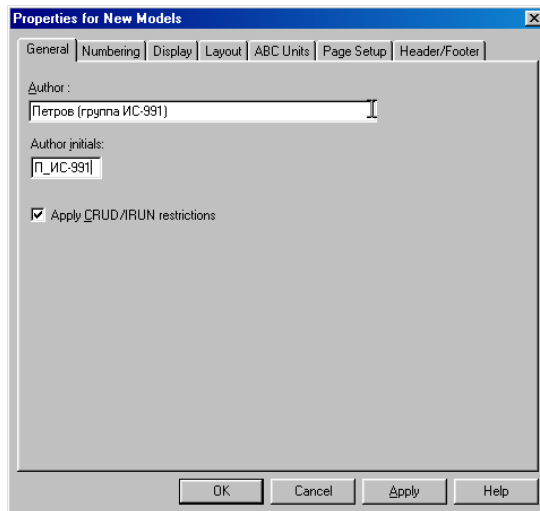 Properties for New Models
General Numbering Display Layout ABC Units Page Setup Header/Footer
Author :
Петров (группа ИС-991)
Author initials:
П_ИС-991
Apply CRUD/IRUN restrictions
OK Cancel Apply Help